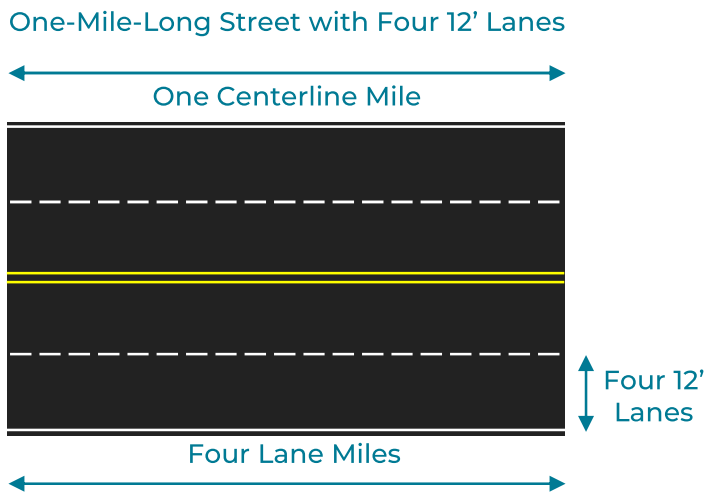 One-Mile-Long Street with Four 12’ Lanes
One Centerline Mile
Four 12’
Lanes
Four Lane Miles